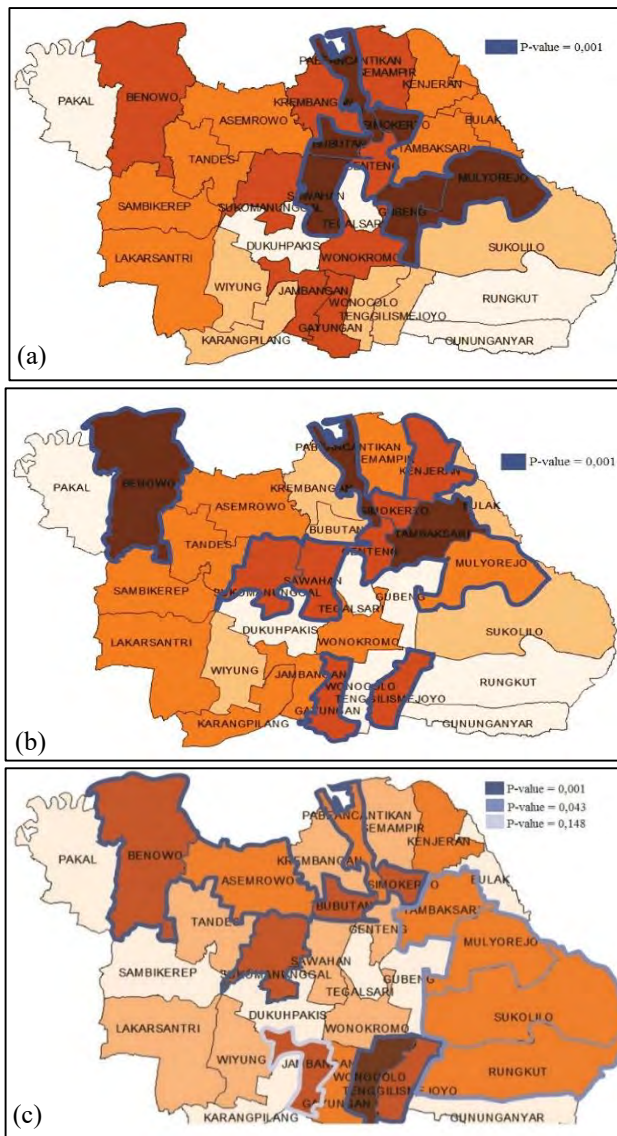 P-value = 0,001
PAKAL
BENOWO
KREMBANGAN
PABEANCANTIKAN
SEMAMPIR
KENJERAN
ASEMROWO
SIMOKERTO
BULAK
BUBUTAN
TAMBAKSARI
TANDES
GENTENG
MULYOREJO
SAWAHAN
SAMBIKEREP
SUKOMANUNGGAL
GUBENG
TEGALSARI
DUKUHPAKIS
SUKOLILO
LAKARSANTRI
WONOKROMO
WIYUNG
JAMBANGAN
RUNGKUT
WONOCOLO
TENGGILISMEJOYO
GAYUNGAN
KARANGPILANG
GUNUNGANYAR
(a)
P-value = 0,001
PAKAL
BENOWO
KREMBANGAN
PABEANCANTIKAN
SEMAMPIR
KENJERAN
ASEMROWO
SIMOKERTO
BULAK
BUBUTAN
TAMBAKSARI
TANDES
GENTENG
MULYOREJO
SAWAHAN
SAMBIKEREP
SUKOMANUNGGAL
GUBENG
TEGALSARI
DUKUHPAKIS
SUKOLILO
LAKARSANTRI
WONOKROMO
WIYUNG
JAMBANGAN
RUNGKUT
WONOCOLO
TENGGILISMEJOYO
GAYUNGAN
KARANGPILANG
GUNUNGANYAR
(b)
P-value = 0,001
P-value = 0,043
P-value = 0,148
PAKAL
BENOWO
KREMBANGAN
PABEANCANTIKAN
SEMAMPIR
KENJERAN
ASEMROWO
SIMOKERTO
BULAK
BUBUTAN
TAMBAKSARI
TANDES
GENTENG
MULYOREJO
SAWAHAN
SAMBIKEREP
SUKOMANUNGGAL
GUBENG
TEGALSARI
DUKUHPAKIS
SUKOLILO
LAKARSANTRI
WONOKROMO
WIYUNG
JAMBANGAN
RUNGKUT
WONOCOLO
TENGGILISMEJOYO
GAYUNGAN
KARANGPILANG
GUNUNGANYAR
(c)